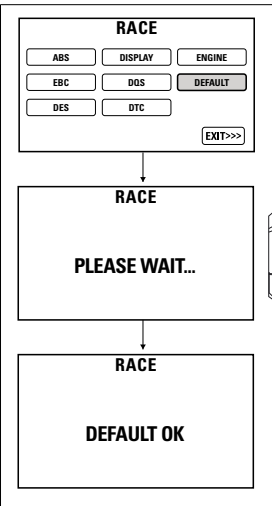 RACE
ABS DISPLAY ENGINE
EBC DQS DEFAULT
DES DTC
EXIT>>>
RACE
PLEASE WAIT...
RACE
DEFAULT OK